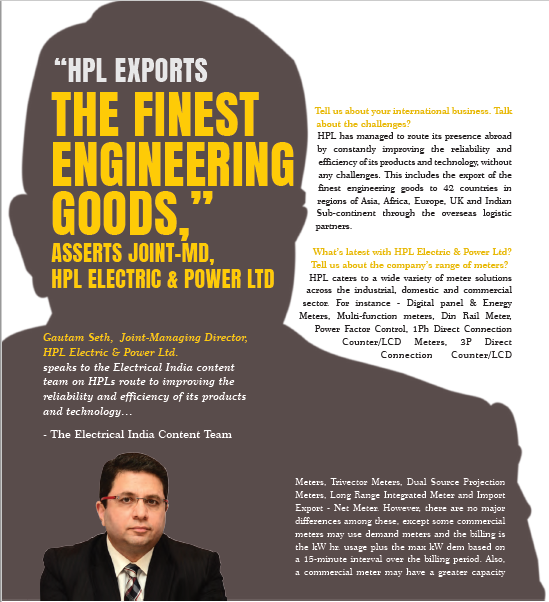 “HPL EXPORTS
THE FINEST
ENGINEERING
GOODS,”
ASSERTS JOINT-MD,
HPL ELECTRIC & POWER LTD
Gautam Seth, Joint-Managing Director,
HPL Electric & Power Ltd.
speaks to the Electrical India content
team on HPLs route to improving the
reliability and efficiency of its products
and technology…
- The Electrical India Content Team
Tell us about your international business. Talk
about the challenges?
HPL has managed to route its presence abroad
by constantly improving the reliability and
efficiency of its products and technology, without
any challenges. This includes the export of the
finest engineering goods to 42 countries in
regions of Asia, Africa, Europe, UK and Indian
Sub-continent through the overseas logistic
partners.
What’s latest with HPL Electric & Power Ltd?
Tell us about the company’s range of meters?
HPL caters to a wide variety of meter solutions
across the industrial, domestic and commercial
sector. For instance - Digital panel & Energy
Meters, Multi-function meters, Din Rail Meter,
Power Factor Control, 1Ph Direct Connection
Counter/LCD Meters, 3P Direct
Connection Counter/LCD
Meters, Trivector Meters, Dual Source Projection
Meters, Long Range Integrated Meter and Import
Export - Net Meter. However, there are no major
differences among these, except some commercial
meters may use demand meters and the billing is
the kW hr. usage plus the max kW dem based on
a 15-minute interval over the billing period. Also,
a commercial meter may have a greater capacity